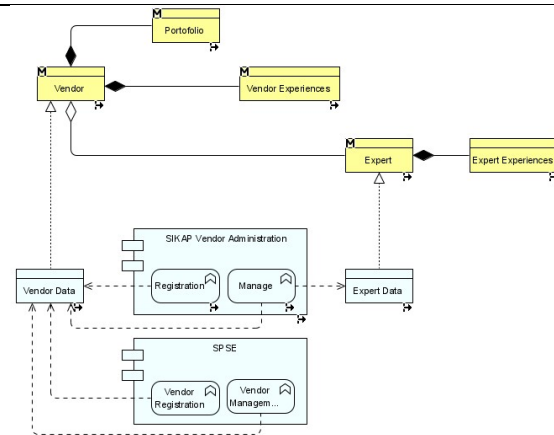 M
Portofolio
M
Vendor
M
Vendor Experiences
M
Expert
Expert Experiences
SIKAP Vendor Administration
Vendor Data
Registration
Manage
Expert Data
SPSE
Vendor
Registration
Vendor
Managem...